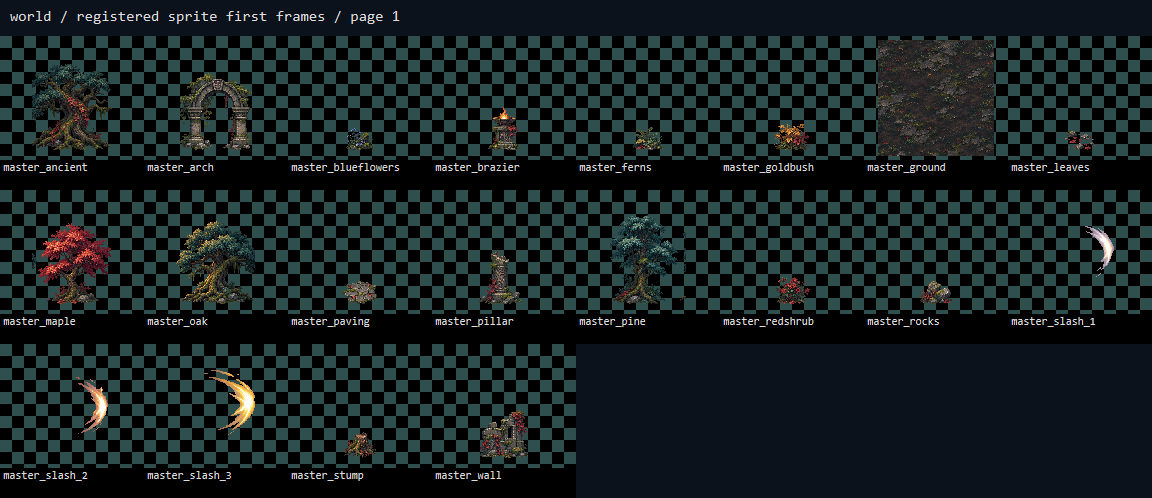 world / registered sprite first frames / page 1
master_ancient master_arch master_blueflowers master_brazier master_ferns master_goldbush master_ground master_leaves
master_maple master_oak master_paving master_pillar master_pine master_redshrub master_rocks master_slash_1
master_slash_2 master_slash_3 master_stump master_wall